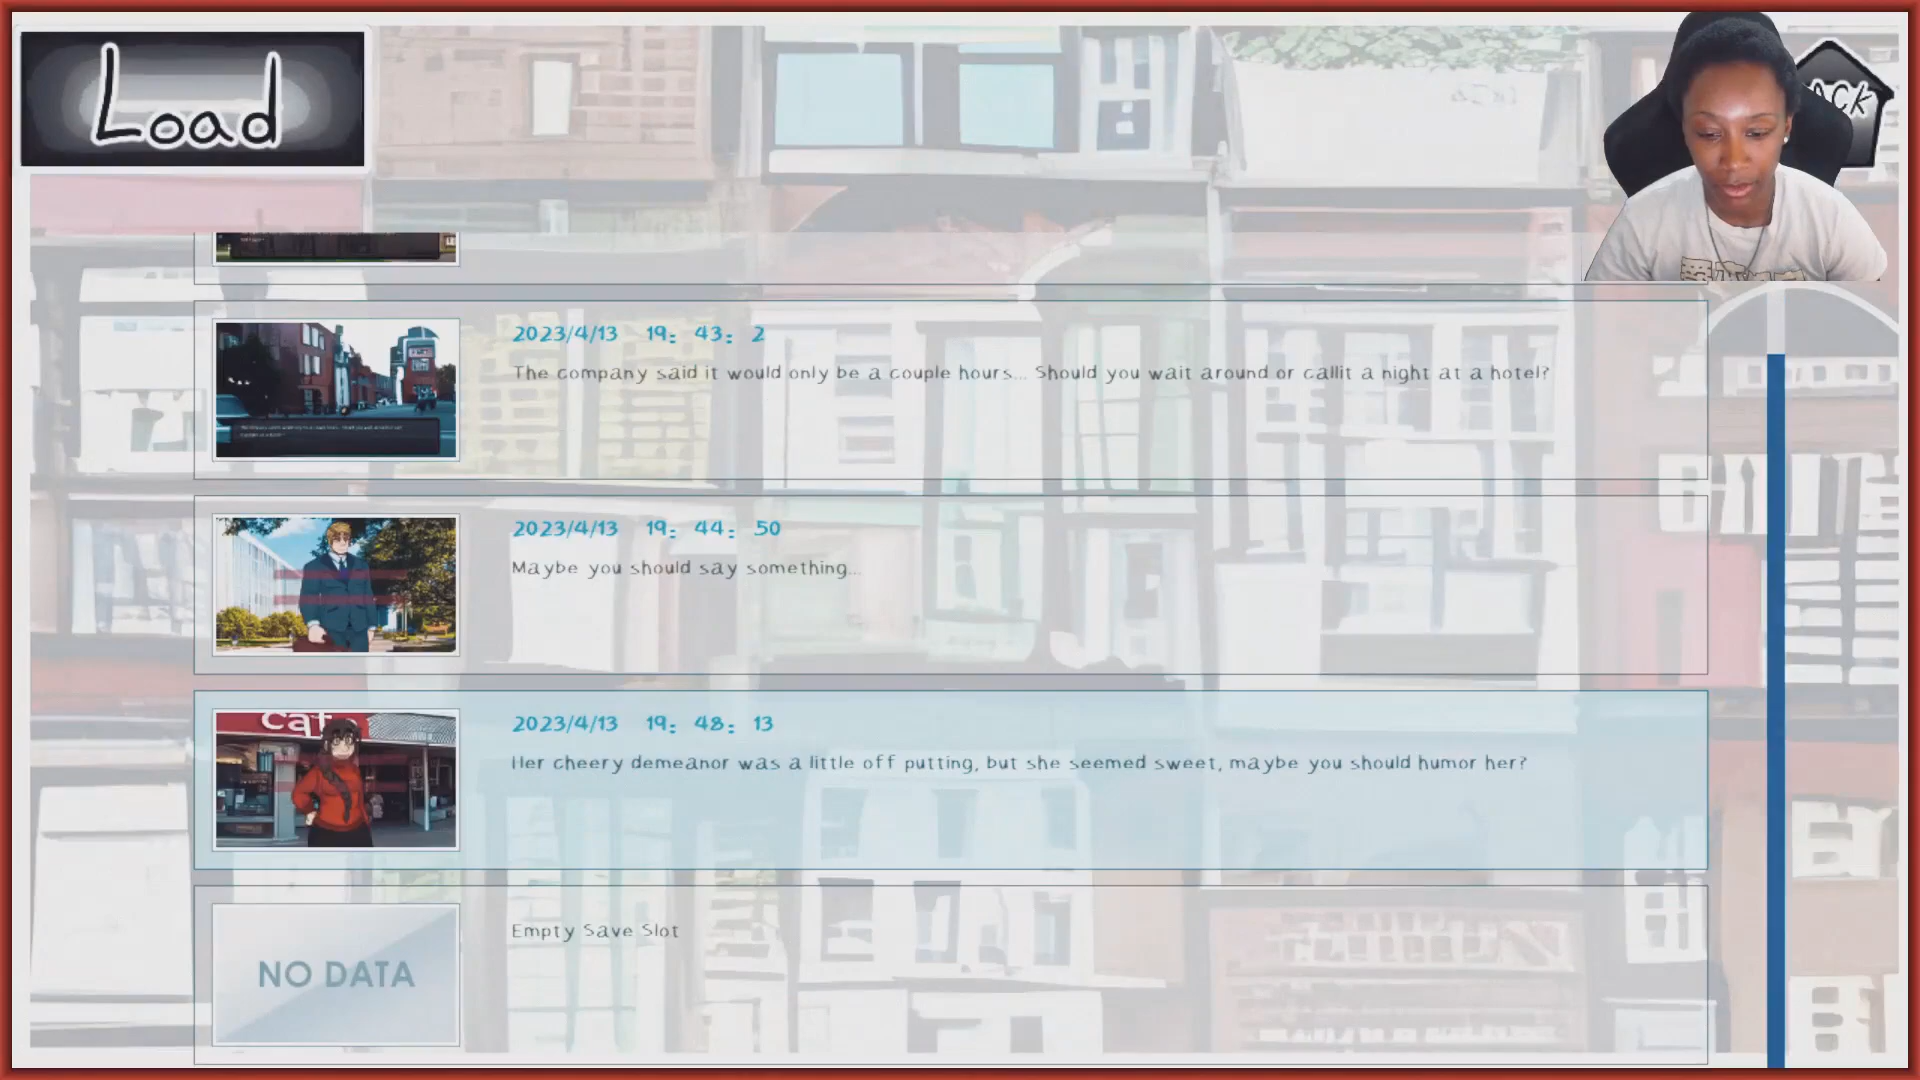 Load
ACK
2023/4/13 19: 43: 2
The company said it would only be a couple hours... Should you wait around or callit a night at a hotel?
2023/4/13 19: 44: 50
Maybe you should say something...
Caf
2023/4/13 19: 48: 13
Her cheery demeanor was a little off putting, but she seemed sweet, maybe you should humor her?
NO DATA
Empty Save Slot